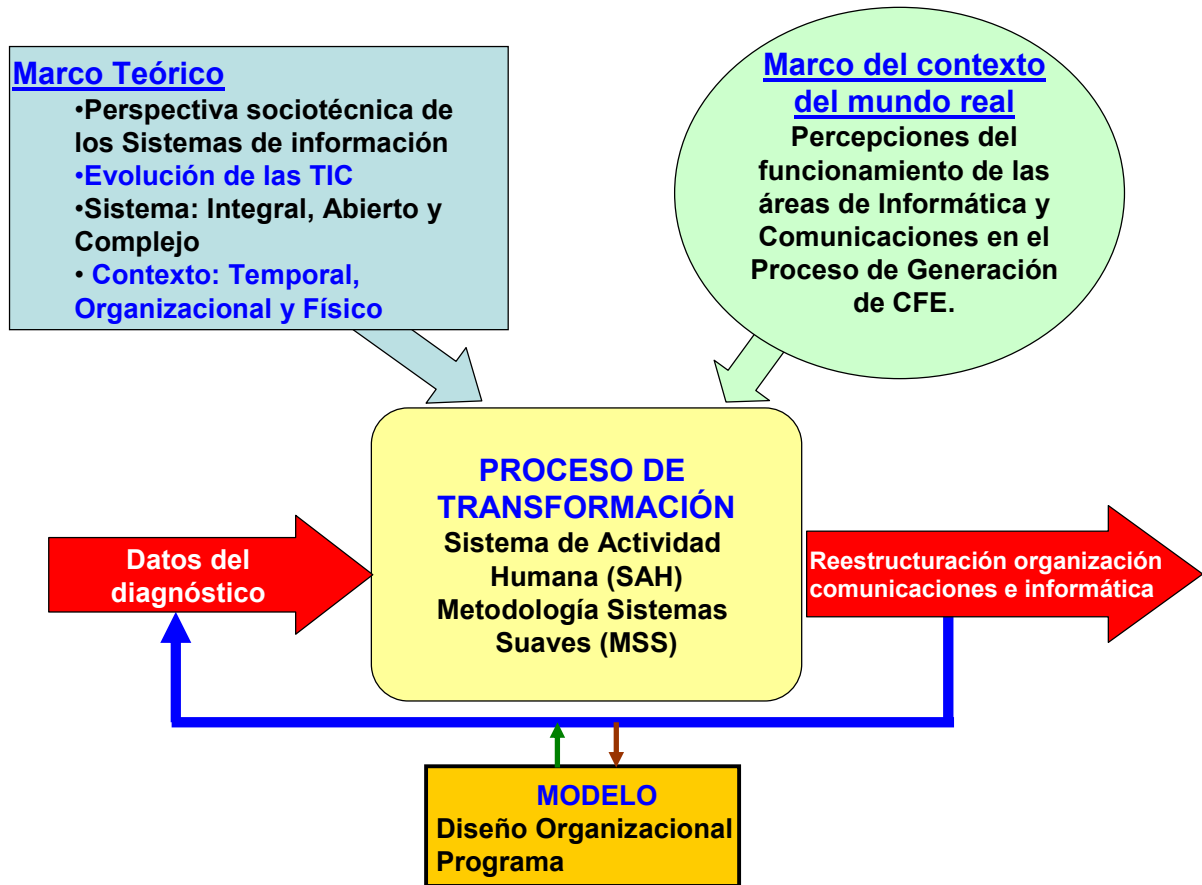 Marco Teórico
•Perspectiva sociotécnica de
los Sistemas de información
•Evolución de las TIC
•Sistema: Integral, Abierto y
Complejo
• Contexto: Temporal,
Organizacional y Físico
Marco del contexto
del mundo real
Percepciones del
funcionamiento de las
áreas de Informática y
Comunicaciones en el
Proceso de Generación
de CFE.
PROCESO DE
TRANSFORMACIÓN
Sistema de Actividad
Humana (SAH)
Metodología Sistemas
Suaves (MSS)
Datos del
diagnóstico
Reestructuración organización
comunicaciones e informática
MODELO
Diseño Organizacional
Programa